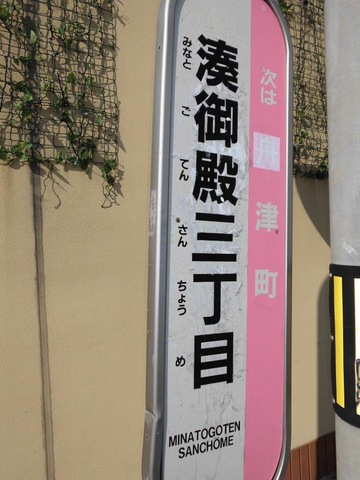 湊御殿三丁目
みなと ご てん さん ちょう め
次は 舟津町
MINATOGOTEN
SANCHOME